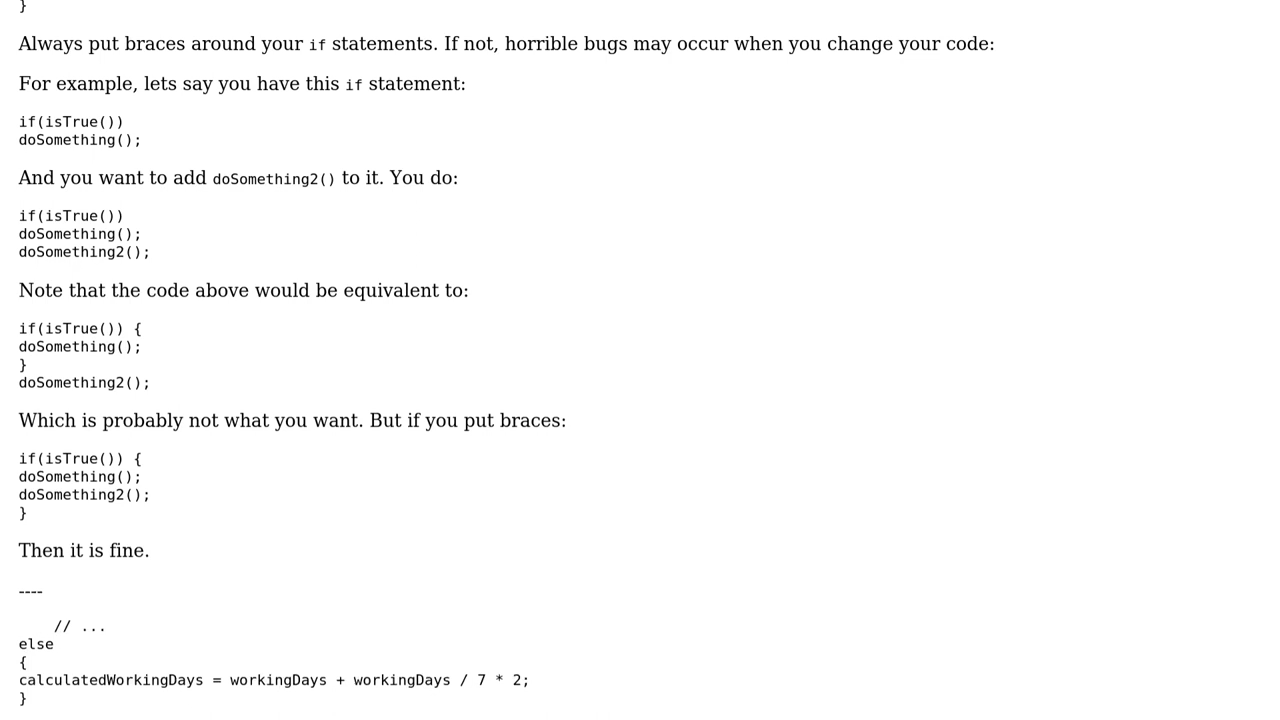 }
Always put braces around your if statements. If not, horrible bugs may occur when you change your code:
For example, lets say you have this if statement:
if(isTrue())
doSomething();
And you want to add doSomething2() to it. You do:
if(isTrue())
doSomething();
doSomething2();
Note that the code above would be equivalent to:
if(isTrue()) {
doSomething();
}
doSomething2();
Which is probably not what you want. But if you put braces:
if(isTrue()) {
doSomething();
doSomething2();
}
Then it is fine.
----
    // ...
else
{
calculatedWorkingDays = workingDays + workingDays / 7 * 2;
}